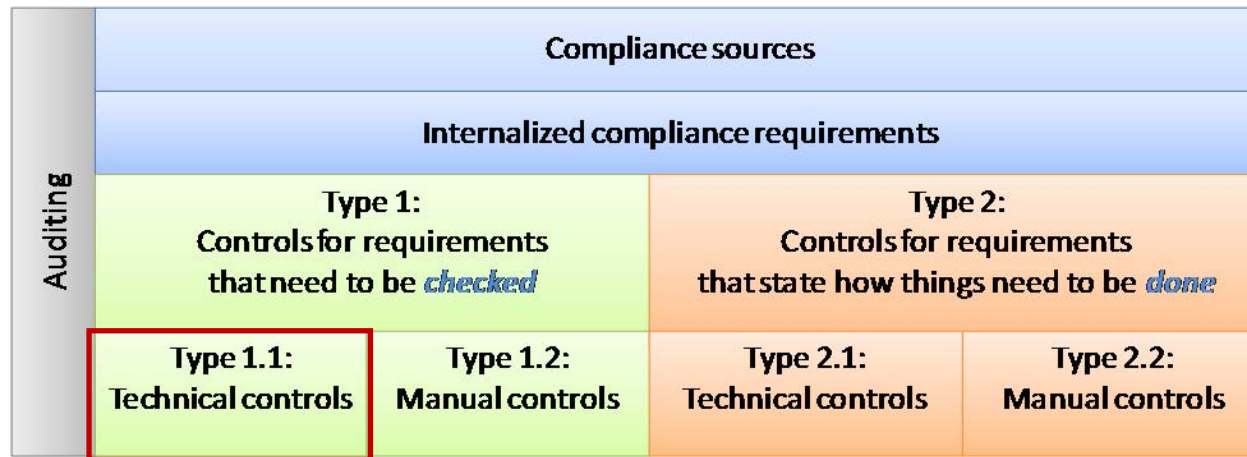 Auditing
Compliance sources
Internalized compliance requirements
Type 1:
Controls for requirements
that need to be checked
Type 2:
Controls for requirements
that state how things need to be done
Type 1.1:
Technical controls
Type 1.2:
Manual controls
Type 2.1:
Technical controls
Type 2.2:
Manual controls